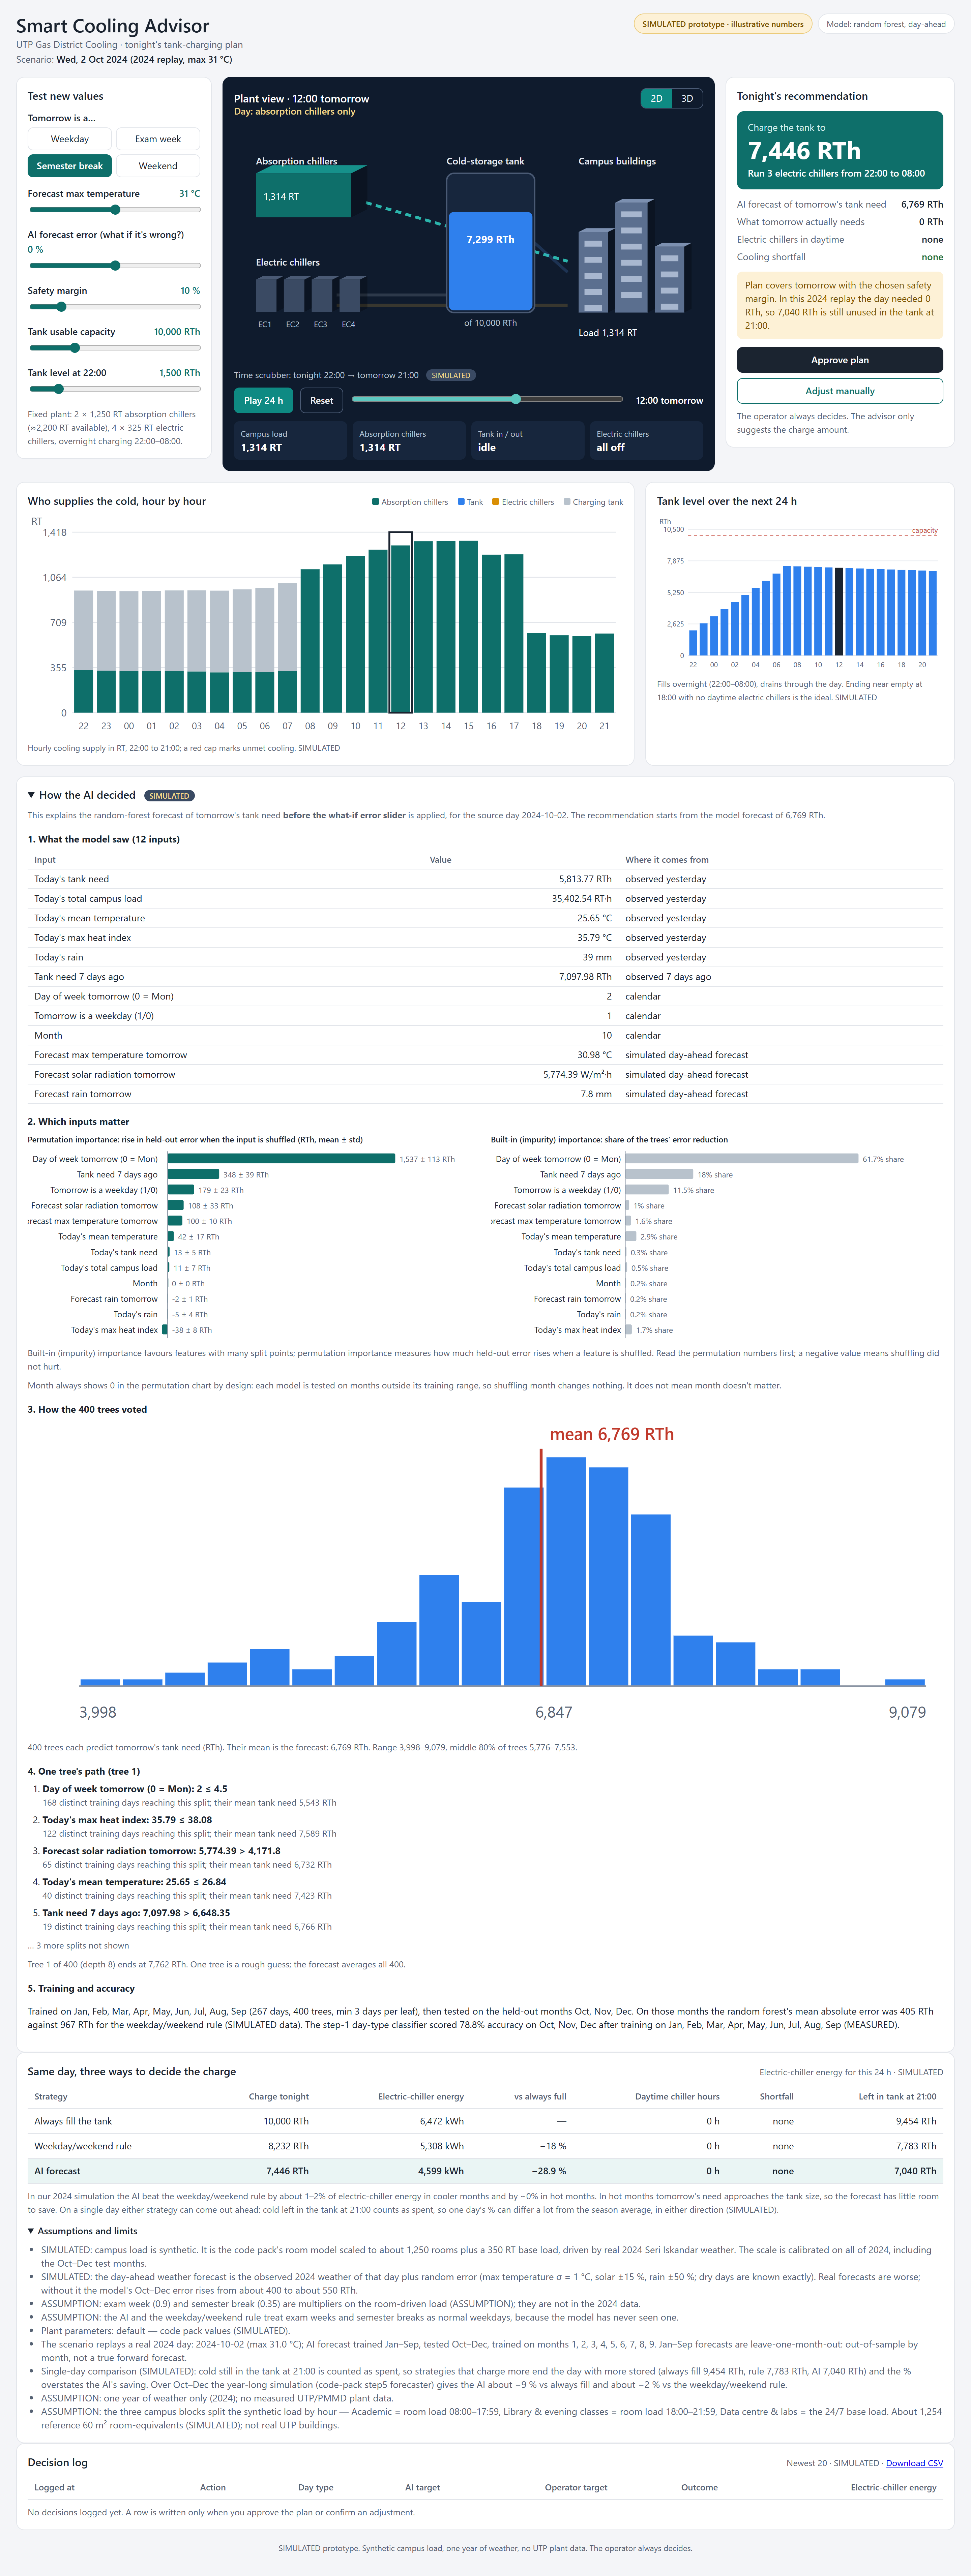 Smart Cooling Advisor
SIMULATED prototype · illustrative numbers
Model: random forest, day-ahead
UTP Gas District Cooling · tonight's tank-charging plan
Scenario: Wed, 2 Oct 2024 (2024 replay, max 31 °C)
Test new values
Tomorrow is a...
Weekday
Exam week
Semester break
Weekend
Forecast max temperature 31 °C
AI forecast error (what if it's wrong?)
0 %
Safety margin 10 %
Tank usable capacity 10,000 RTh
Tank level at 22:00 1,500 RTh
Fixed plant: 2 × 1,250 RT absorption chillers
(≈2,200 RT available), 4 × 325 RT electric
chillers, overnight charging 22:00–08:00.
Plant view · 12:00 tomorrow
Day: absorption chillers only
2D 3D
Absorption chillers
1,314 RT
Cold-storage tank
7,299 RTh
of 10,000 RTh
Campus buildings
Load 1,314 RT
Electric chillers
EC1 EC2 EC3 EC4
Time scrubber: tonight 22:00 → tomorrow 21:00 SIMULATED
Play 24 h
Reset
12:00 tomorrow
Campus load
1,314 RT
Absorption chillers
1,314 RT
Tank in / out
idle
Electric chillers
all off
Tonight's recommendation
Charge the tank to
7,446 RTh
Run 3 electric chillers from 22:00 to 08:00
AI forecast of tomorrow's tank need 6,769 RTh
What tomorrow actually needs 0 RTh
Electric chillers in daytime none
Cooling shortfall none
Plan covers tomorrow with the chosen safety
margin. In this 2024 replay the day needed 0
RTh, so 7,040 RTh is still unused in the tank at
21:00.
Approve plan
Adjust manually
The operator always decides. The advisor only
suggests the charge amount.
Who supplies the cold, hour by hour
Absorption chillers Tank Electric chillers Charging tank
RT
1,418
1,064
709
355
0
22 23 00 01 02 03 04 05 06 07 08 09 10 11 12 13 14 15 16 17 18 19 20 21
Hourly cooling supply in RT, 22:00 to 21:00; a red cap marks unmet cooling. SIMULATED
Tank level over the next 24 h
RTh
10,500
capacity
7,875
5,250
2,625
0
22 00 02 04 06 08 10 12 14 16 18 20
Fills overnight (22:00–08:00), drains through the day. Ending near empty at
18:00 with no daytime electric chillers is the ideal. SIMULATED
▼ How the AI decided SIMULATED
This explains the random-forest forecast of tomorrow's tank need before the what-if error slider is applied, for the source day 2024-10-02. The recommendation starts from the model forecast of 6,769 RTh.
1. What the model saw (12 inputs)
Input Value Where it comes from
Today's tank need 5,813.77 RTh observed yesterday
Today's total campus load 35,402.54 RT·h observed yesterday
Today's mean temperature 25.65 °C observed yesterday
Today's max heat index 35.79 °C observed yesterday
Today's rain 39 mm observed yesterday
Tank need 7 days ago 7,097.98 RTh observed 7 days ago
Day of week tomorrow (0 = Mon) 2 calendar
Tomorrow is a weekday (1/0) 1 calendar
Month 10 calendar
Forecast max temperature tomorrow 30.98 °C simulated day-ahead forecast
Forecast solar radiation tomorrow 5,774.39 W/m²·h simulated day-ahead forecast
Forecast rain tomorrow 7.8 mm simulated day-ahead forecast
2. Which inputs matter
Permutation importance: rise in held-out error when the input is shuffled (RTh, mean ± std)
Day of week tomorrow (0 = Mon) 1,537 ± 113 RTh
Tank need 7 days ago 348 ± 39 RTh
Tomorrow is a weekday (1/0) 179 ± 23 RTh
Forecast solar radiation tomorrow 108 ± 33 RTh
recast max temperature tomorrow 100 ± 10 RTh
Today's mean temperature 42 ± 17 RTh
Today's tank need 13 ± 5 RTh
Today's total campus load 11 ± 7 RTh
Month 0 ± 0 RTh
Forecast rain tomorrow -2 ± 1 RTh
Today's rain -5 ± 4 RTh
Today's max heat index -38 ± 8 RTh
Built-in (impurity) importance: share of the trees' error reduction
Day of week tomorrow (0 = Mon) 61.7% share
Tank need 7 days ago 18% share
Tomorrow is a weekday (1/0) 11.5% share
Forecast solar radiation tomorrow 1% share
recast max temperature tomorrow 1.6% share
Today's mean temperature 2.9% share
Today's tank need 0.3% share
Today's total campus load 0.5% share
Month 0.2% share
Forecast rain tomorrow 0.2% share
Today's rain 0.2% share
Today's max heat index 1.7% share
Built-in (impurity) importance favours features with many split points; permutation importance measures how much held-out error rises when a feature is shuffled. Read the permutation numbers first; a negative value means shuffling did
not hurt.
Month always shows 0 in the permutation chart by design: each model is tested on months outside its training range, so shuffling month changes nothing. It does not mean month doesn't matter.
3. How the 400 trees voted
mean 6,769 RTh
3,998 6,847 9,079
400 trees each predict tomorrow's tank need (RTh). Their mean is the forecast: 6,769 RTh. Range 3,998–9,079, middle 80% of trees 5,776–7,553.
4. One tree's path (tree 1)
1. Day of week tomorrow (0 = Mon): 2 ≤ 4.5
168 distinct training days reaching this split; their mean tank need 5,543 RTh
2. Today's max heat index: 35.79 ≤ 38.08
122 distinct training days reaching this split; their mean tank need 7,589 RTh
3. Forecast solar radiation tomorrow: 5,774.39 > 4,171.8
65 distinct training days reaching this split; their mean tank need 6,732 RTh
4. Today's mean temperature: 25.65 ≤ 26.84
40 distinct training days reaching this split; their mean tank need 7,423 RTh
5. Tank need 7 days ago: 7,097.98 > 6,648.35
19 distinct training days reaching this split; their mean tank need 6,766 RTh
... 3 more splits not shown
Tree 1 of 400 (depth 8) ends at 7,762 RTh. One tree is a rough guess; the forecast averages all 400.
5. Training and accuracy
Trained on Jan, Feb, Mar, Apr, May, Jun, Jul, Aug, Sep (267 days, 400 trees, min 3 days per leaf), then tested on the held-out months Oct, Nov, Dec. On those months the random forest's mean absolute error was 405 RTh
against 967 RTh for the weekday/weekend rule (SIMULATED data). The step-1 day-type classifier scored 78.8% accuracy on Oct, Nov, Dec after training on Jan, Feb, Mar, Apr, May, Jun, Jul, Aug, Sep (MEASURED).
Same day, three ways to decide the charge
Electric-chiller energy for this 24 h · SIMULATED
Strategy Charge tonight Electric-chiller energy vs always full Daytime chiller hours Shortfall Left in tank at 21:00
Always fill the tank 10,000 RTh 6,472 kWh — 0 h none 9,454 RTh
Weekday/weekend rule 8,232 RTh 5,308 kWh −18 % 0 h none 7,783 RTh
AI forecast 7,446 RTh 4,599 kWh −28.9 % 0 h none 7,040 RTh
In our 2024 simulation the AI beat the weekday/weekend rule by about 1–2% of electric-chiller energy in cooler months and by ~0% in hot months. In hot months tomorrow's need approaches the tank size, so the forecast has little room
to save. On a single day either strategy can come out ahead: cold left in the tank at 21:00 counts as spent, so one day's % can differ a lot from the season average, in either direction (SIMULATED).
▼ Assumptions and limits
• SIMULATED: campus load is synthetic. It is the code pack's room model scaled to about 1,250 rooms plus a 350 RT base load, driven by real 2024 Seri Iskandar weather. The scale is calibrated on all of 2024, including
the Oct–Dec test months.
• SIMULATED: the day-ahead weather forecast is the observed 2024 weather of that day plus random error (max temperature σ = 1 °C, solar ±15 %, rain ±50 %; dry days are known exactly). Real forecasts are worse;
without it the model's Oct–Dec error rises from about 400 to about 550 RTh.
• ASSUMPTION: exam week (0.9) and semester break (0.35) are multipliers on the room-driven load (ASSUMPTION); they are not in the 2024 data.
• ASSUMPTION: the AI and the weekday/weekend rule treat exam weeks and semester breaks as normal weekdays, because the model has never seen one.
• Plant parameters: default — code pack values (SIMULATED).
• The scenario replays a real 2024 day: 2024-10-02 (max 31.0 °C); AI forecast trained Jan–Sep, tested Oct–Dec, trained on months 1, 2, 3, 4, 5, 6, 7, 8, 9. Jan–Sep forecasts are leave-one-month-out: out-of-sample by
month, not a true forward forecast.
• Single-day comparison (SIMULATED): cold still in the tank at 21:00 is counted as spent, so strategies that charge more end the day with more stored (always fill 9,454 RTh, rule 7,783 RTh, AI 7,040 RTh) and the %
overstates the AI's saving. Over Oct–Dec the year-long simulation (code-pack step5 forecaster) gives the AI about −9 % vs always fill and about −2 % vs the weekday/weekend rule.
• ASSUMPTION: one year of weather only (2024); no measured UTP/PMMD plant data.
• ASSUMPTION: the three campus blocks split the synthetic load by hour — Academic = room load 08:00–17:59, Library & evening classes = room load 18:00–21:59, Data centre & labs = the 24/7 base load. About 1,254
reference 60 m² room-equivalents (SIMULATED); not real UTP buildings.
Decision log
Newest 20 · SIMULATED · Download CSV
Logged at Action Day type AI target Operator target Outcome Electric-chiller energy
No decisions logged yet. A row is written only when you approve the plan or confirm an adjustment.
SIMULATED prototype. Synthetic campus load, one year of weather, no UTP plant data. The operator always decides.